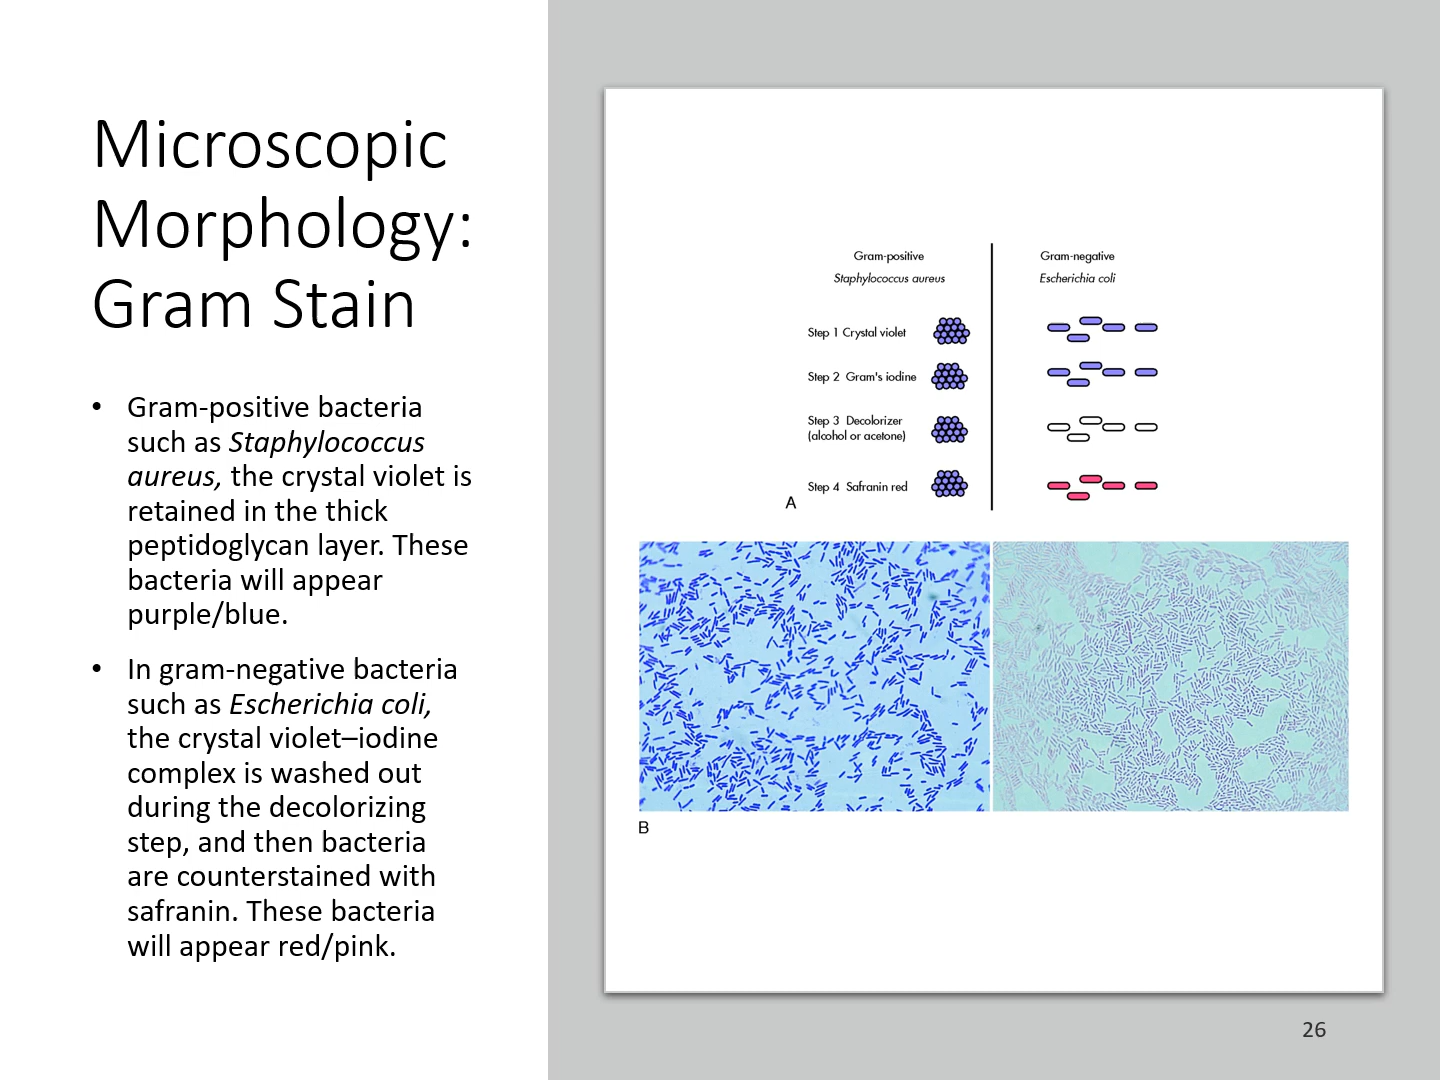 Microscopic
Morphology:
Gram Stain
• Gram-positive bacteria
such as Staphylococcus
aureus, the crystal violet is
retained in the thick
peptidoglycan layer. These
bacteria will appear
purple/blue.
• In gram-negative bacteria
such as Escherichia coli,
the crystal violet–iodine
complex is washed out
during the decolorizing
step, and then bacteria
are counterstained with
safranin. These bacteria
will appear red/pink.
Gram-positive
Staphylococcus aureus
Gram-negative
Escherichia coli
Step 1 Crystal violet
Step 2 Gram's iodine
Step 3 Decolorizer
(alcohol or acetone)
Step 4 Safranin red
A
B
26